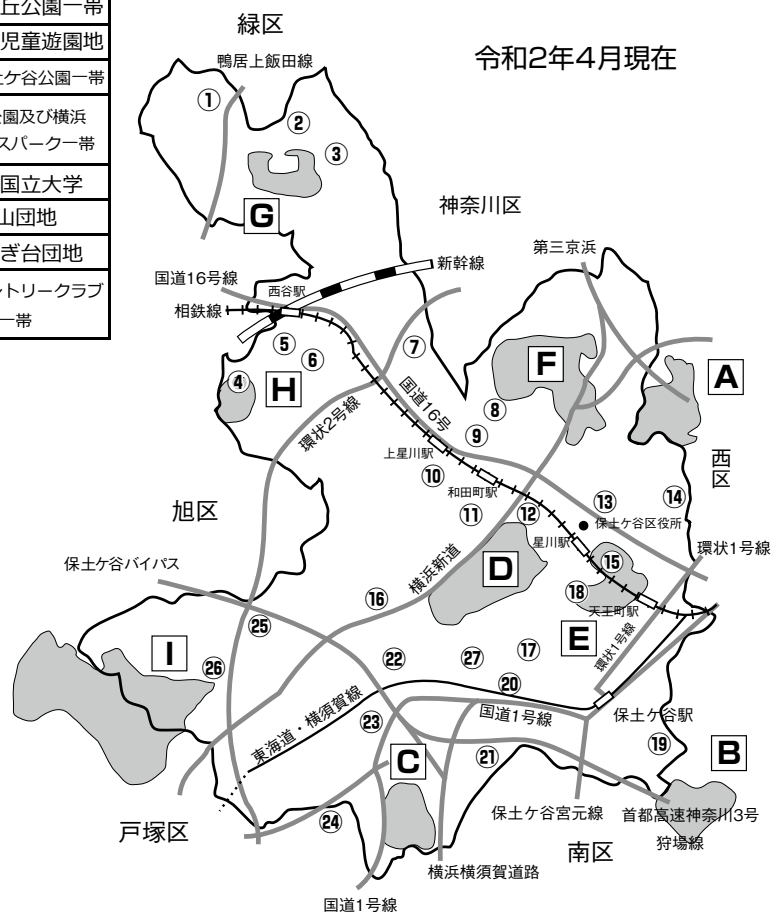 丘公園一帯
児童遊園地
土ケ谷公園一帯
公園及び横浜
スパーク一帯
国立大学
山団地
ぎ台団地
ントリークラブ
一帯
緑区
令和2年4月現在
鴨居上飯田線
①
②
③
G
神奈川区
第三京浜
新幹線
国道16号線
西谷駅
相鉄線
⑤
⑥
⑦
④
H
F
A
環状2号線
国道16号
⑧
⑨
上星川駅
西区
⑩
和田町駅
⑬
⑭
旭区
⑪
⑫
保土ケ谷区役所
星川駅
環状1号線
保土ケ谷バイパス
D
⑮
横浜新道
⑯
⑱
天王町駅
㉕
I
㉖
㉒
㉗
⑰
E
環状1号線
⑳
国道1号線
保土ケ谷駅
東海道・横須賀線
㉓
㉑
⑲
C
B
戸塚区
㉔
保土ケ谷宮元線
首都高速神奈川3号
狩場線
南区
横浜横須賀道路
国道1号線